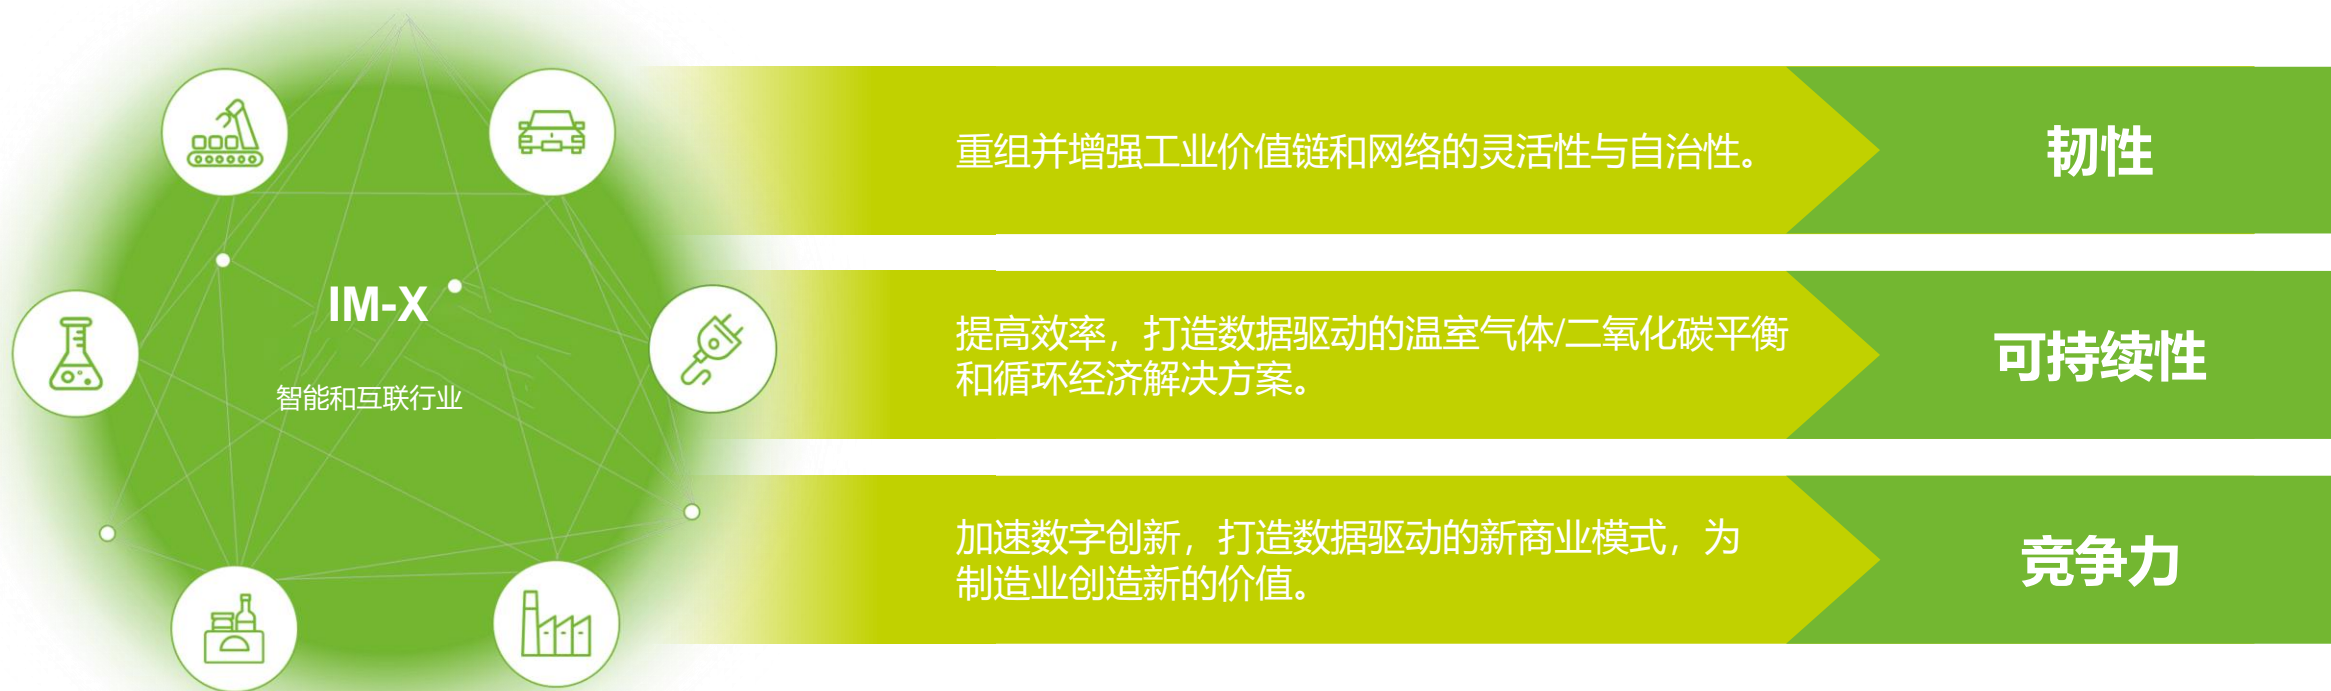 IM-X
智能和互联行业
重组并增强工业价值链和网络的灵活性与自治性。
韧性
提高效率，打造数据驱动的温室气体/二氧化碳平衡
和循环经济解决方案。
可持续性
加速数字创新，打造数据驱动的新商业模式，为
制造业创造新的价值。
竞争力